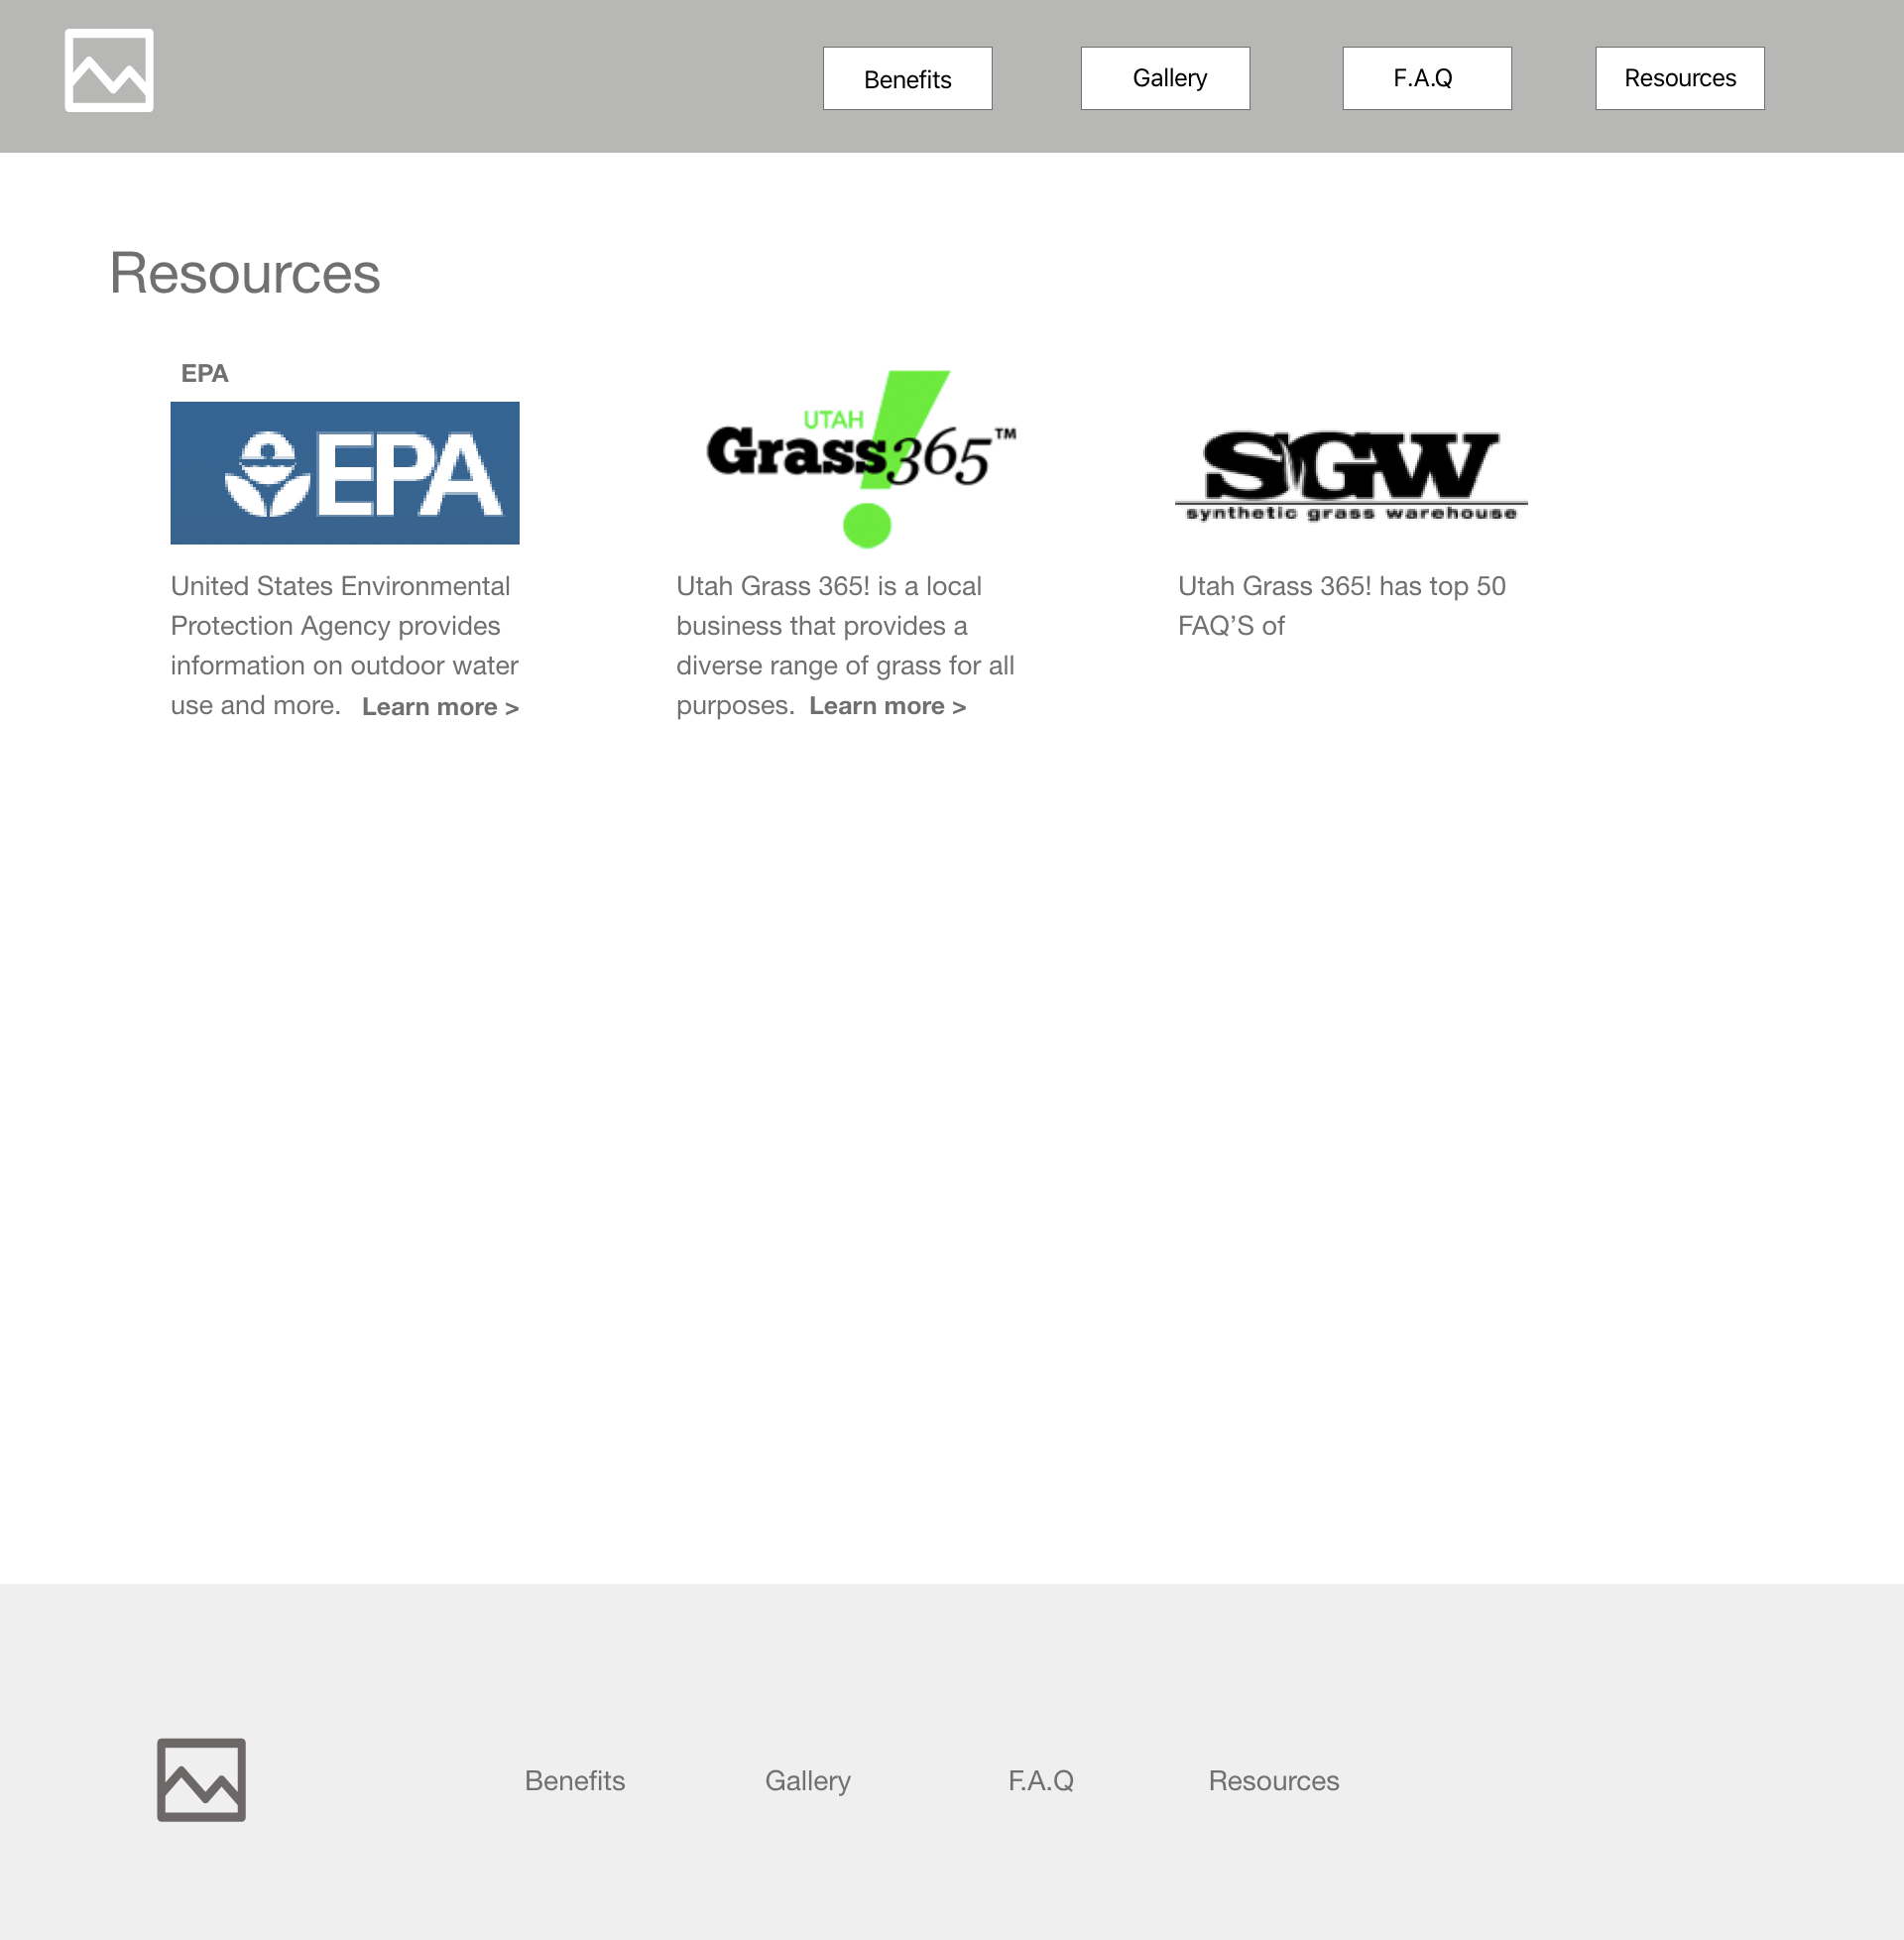 Benefits
Gallery
F.A.Q
Resources
Resources
EPA
EPA
UTAH
Grass365™
SGW
synthetic grass warehouse
United States Environmental
Protection Agency provides
information on outdoor water
use and more. Learn more >
Utah Grass 365! is a local
business that provides a
diverse range of grass for all
purposes. Learn more >
Utah Grass 365! has top 50
FAQ’S of
Benefits
Gallery
F.A.Q
Resources